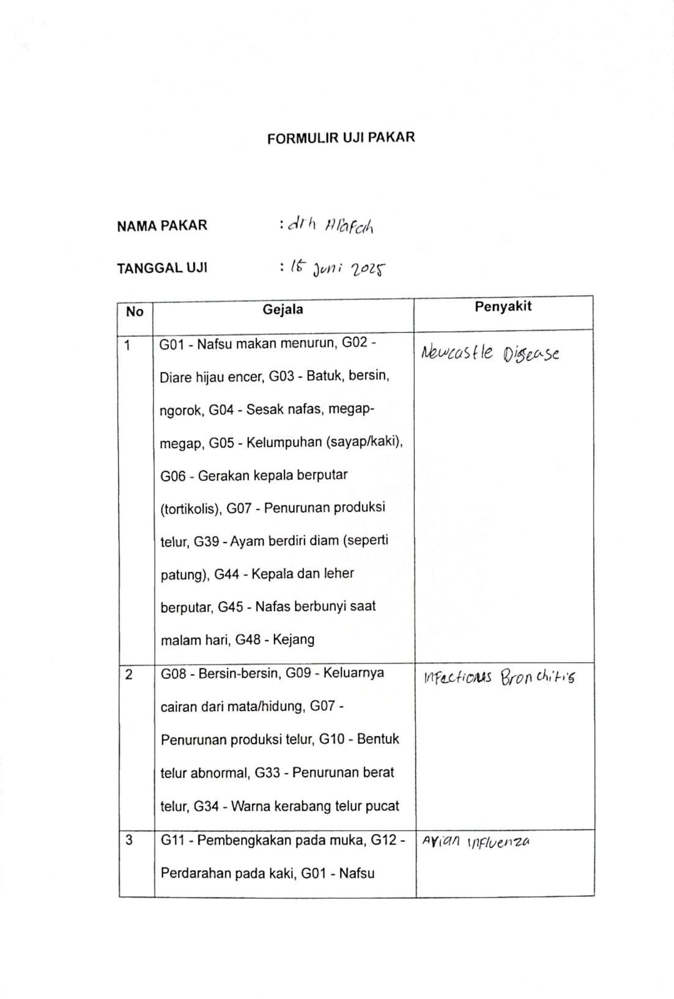 FORMULIR UJI PAKAR
NAMA PAKAR : drh Arafah
TANGGAL UJI : 15 Juni 2025
No Gejala Penyakit
1 G01 - Nafsu makan menurun, G02 - Newcastle Disease
Diare hijau encer, G03 - Batuk, bersin,
ngorok, G04 - Sesak nafas, megap-
megap, G05 - Kelumpuhan (sayap/kaki),
G06 - Gerakan kepala berputar
(tortikolis), G07 - Penurunan produksi
telur, G39 - Ayam berdiri diam (seperti
patung), G44 - Kepala dan leher
berputar, G45 - Nafas berbunyi saat
malam hari, G48 - Kejang
2 G08 - Bersin-bersin, G09 - Keluarnya Infectious Bronchitis
cairan dari mata/hidung, G07 -
Penurunan produksi telur, G10 - Bentuk
telur abnormal, G33 - Penurunan berat
telur, G34 - Warna kerabang telur pucat
3 G11 - Pembengkakan pada muka, G12 - Avian Influenza
Perdarahan pada kaki, G01 - Nafsu